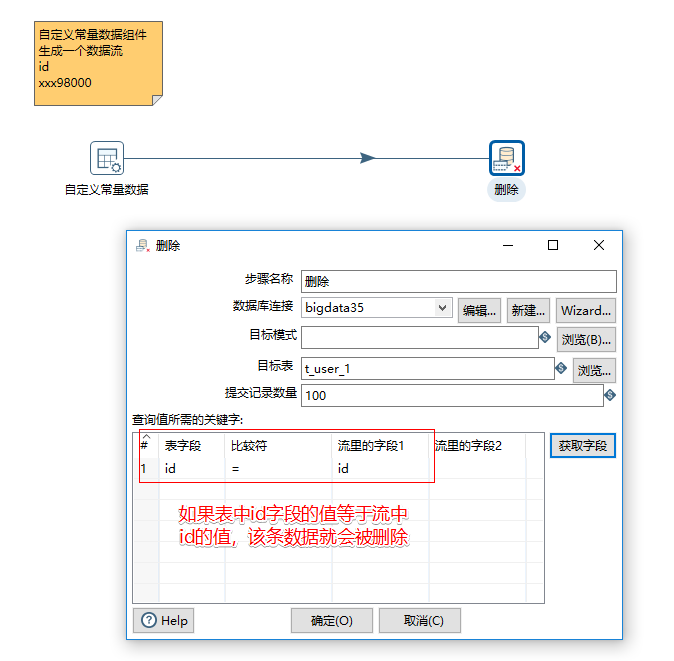 自定义常量数据组件
生成一个数据流
id
xxx98000
自定义常量数据
删除
删除
步骤名称 删除
数据库连接 bigdata35 编辑... 新建... Wizard...
目标模式 浏览(B)...
目标表 t_user_1 浏览...
提交记录数量 100
查询值所需的关键字:
# 表字段 比较符 流里的字段1 流里的字段2 获取字段
1 id = id
如果表中id字段的值等于流中
id的值，该条数据就会被删除
Help 确定(O) 取消(C)